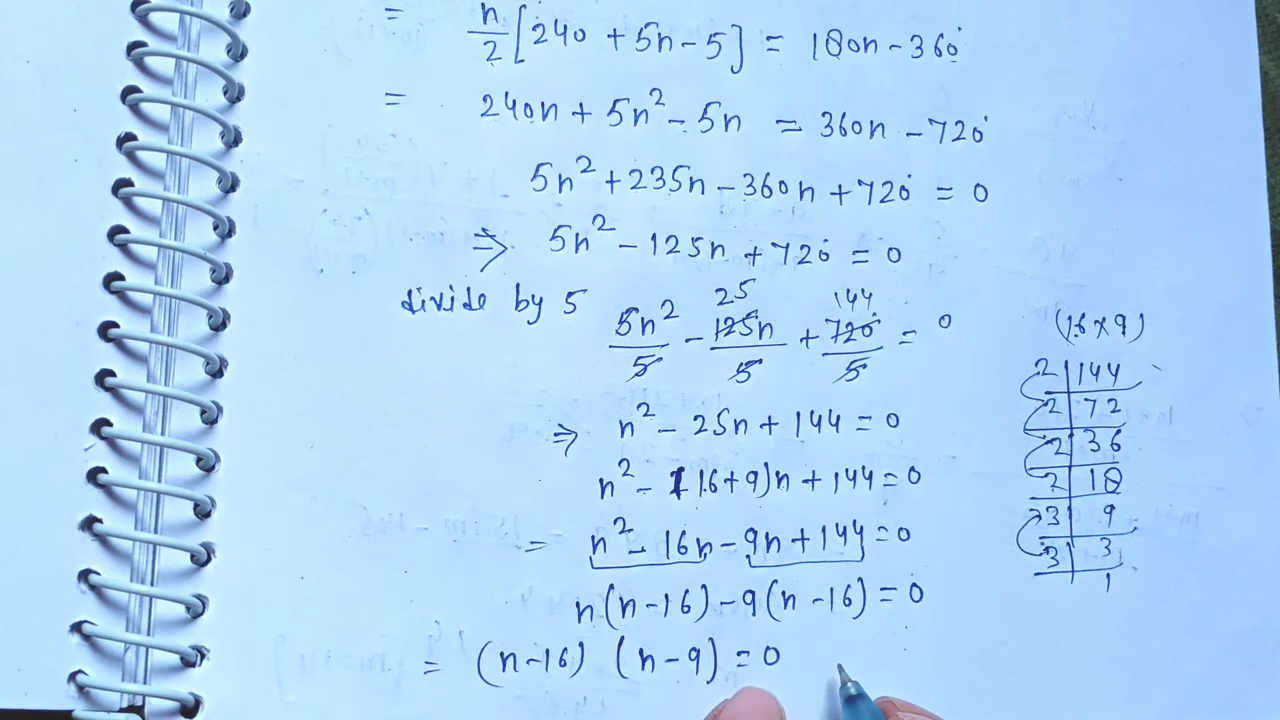 = n/2 [240 + 5n - 5] = 180n - 360°
= 240n + 5n² - 5n = 360n - 720°
5n² + 235n - 360n + 720° = 0
⇒ 5n² - 125n + 720° = 0
divide by 5
25 144
5n²/5 - 125n/5 + 720°/5 = 0
⇒ n² - 25n + 144 = 0
n² - (16+9)n + 144 = 0
= n² - 16n - 9n + 144 = 0
n(n-16) - 9(n-16) = 0
= (n-16) (n-9) = 0
(16×9)
2 | 144
2 | 72
2 | 36
2 | 18
3 | 9
3 | 3
1